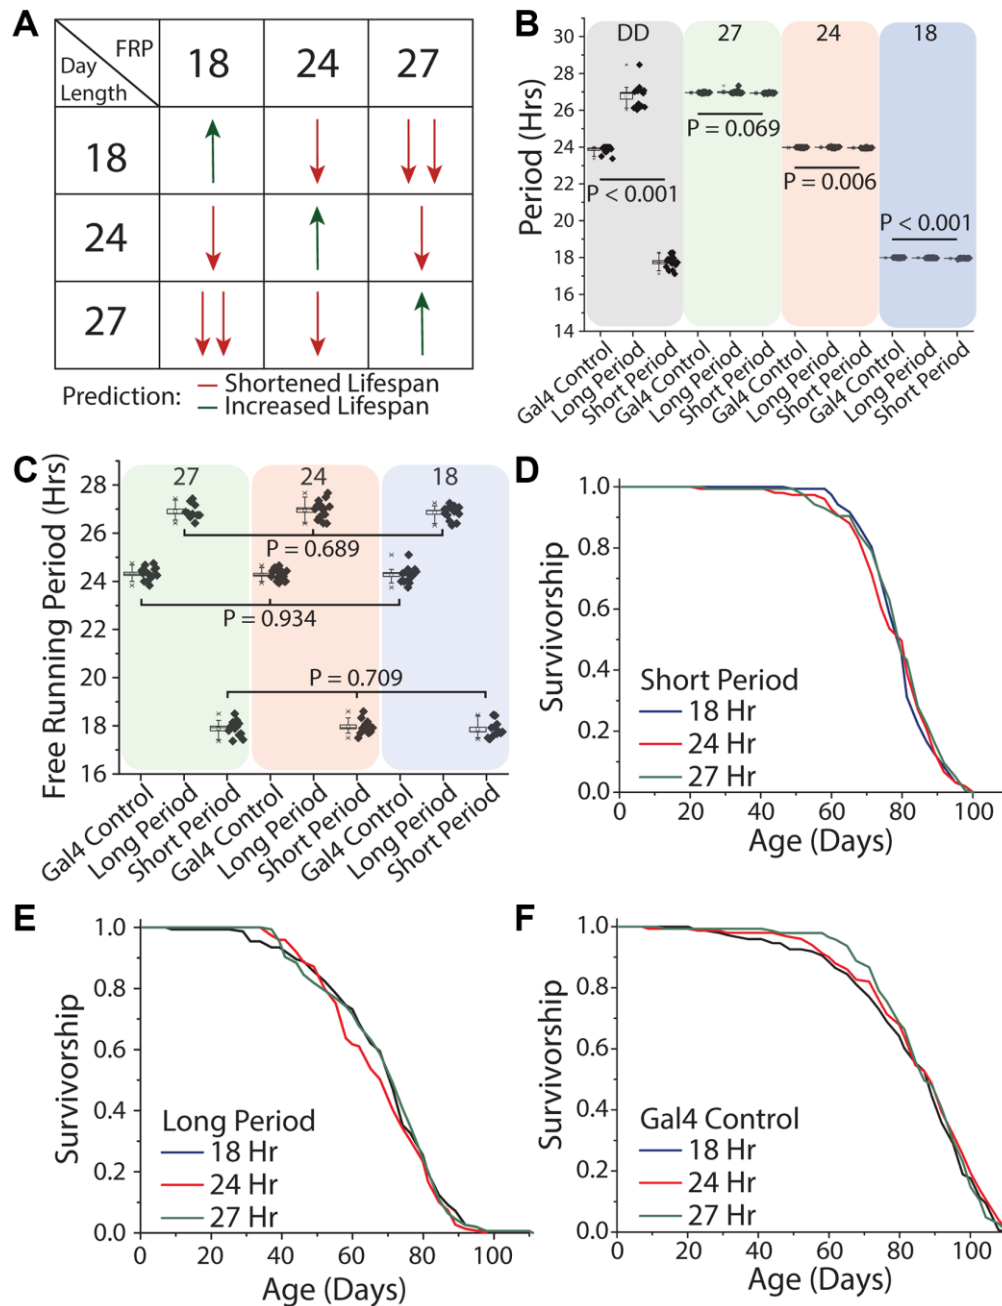 A
FRP
Day
Length
18 24 27
18
24
27
Prediction: Shortened Lifespan
Increased Lifespan
B
DD 27 24 18
Period (Hrs)
30
28
26
24
22
20
18
16
14
P = 0.069
P < 0.001
P = 0.006
P < 0.001
Gal4 Control
Long Period
Short Period
Gal4 Control
Long Period
Short Period
Gal4 Control
Long Period
Short Period
Gal4 Control
Long Period
Short Period
C
27 24 18
Free Running Period (Hrs)
28
26
24
22
20
18
16
P = 0.689
P = 0.934
P = 0.709
Gal4 Control
Long Period
Short Period
Gal4 Control
Long Period
Short Period
Gal4 Control
Long Period
Short Period
D
Survivorship
1.0
0.8
0.6
0.4
0.2
0.0
Short Period
18 Hr
24 Hr
27 Hr
0 20 40 60 80 100
Age (Days)
E
Survivorship
1.0
0.8
0.6
0.4
0.2
0.0
Long Period
18 Hr
24 Hr
27 Hr
0 20 40 60 80 100
Age (Days)
F
Survivorship
1.0
0.8
0.6
0.4
0.2
0.0
Gal4 Control
18 Hr
24 Hr
27 Hr
0 20 40 60 80 100
Age (Days)